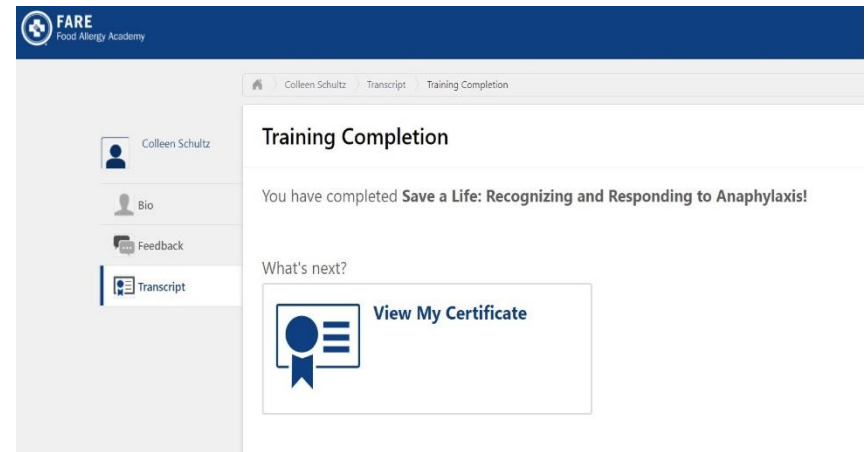 FARE
Food Allergy Academy
Colleen Schultz Transcript Training Completion
Colleen Schultz
Bio
Feedback
Transcript
Training Completion
You have completed Save a Life: Recognizing and Responding to Anaphylaxis!
What's next?
View My Certificate